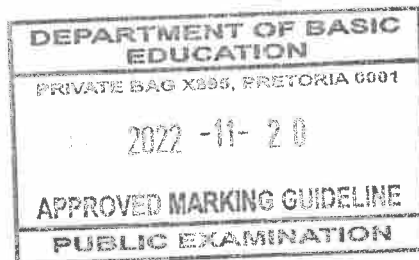 DEPARTMENT OF BASIC
EDUCATION
PRIVATE BAG X895, PRETORIA 0001
2022 -11- 20
APPROVED MARKING GUIDELINE
PUBLIC EXAMINATION